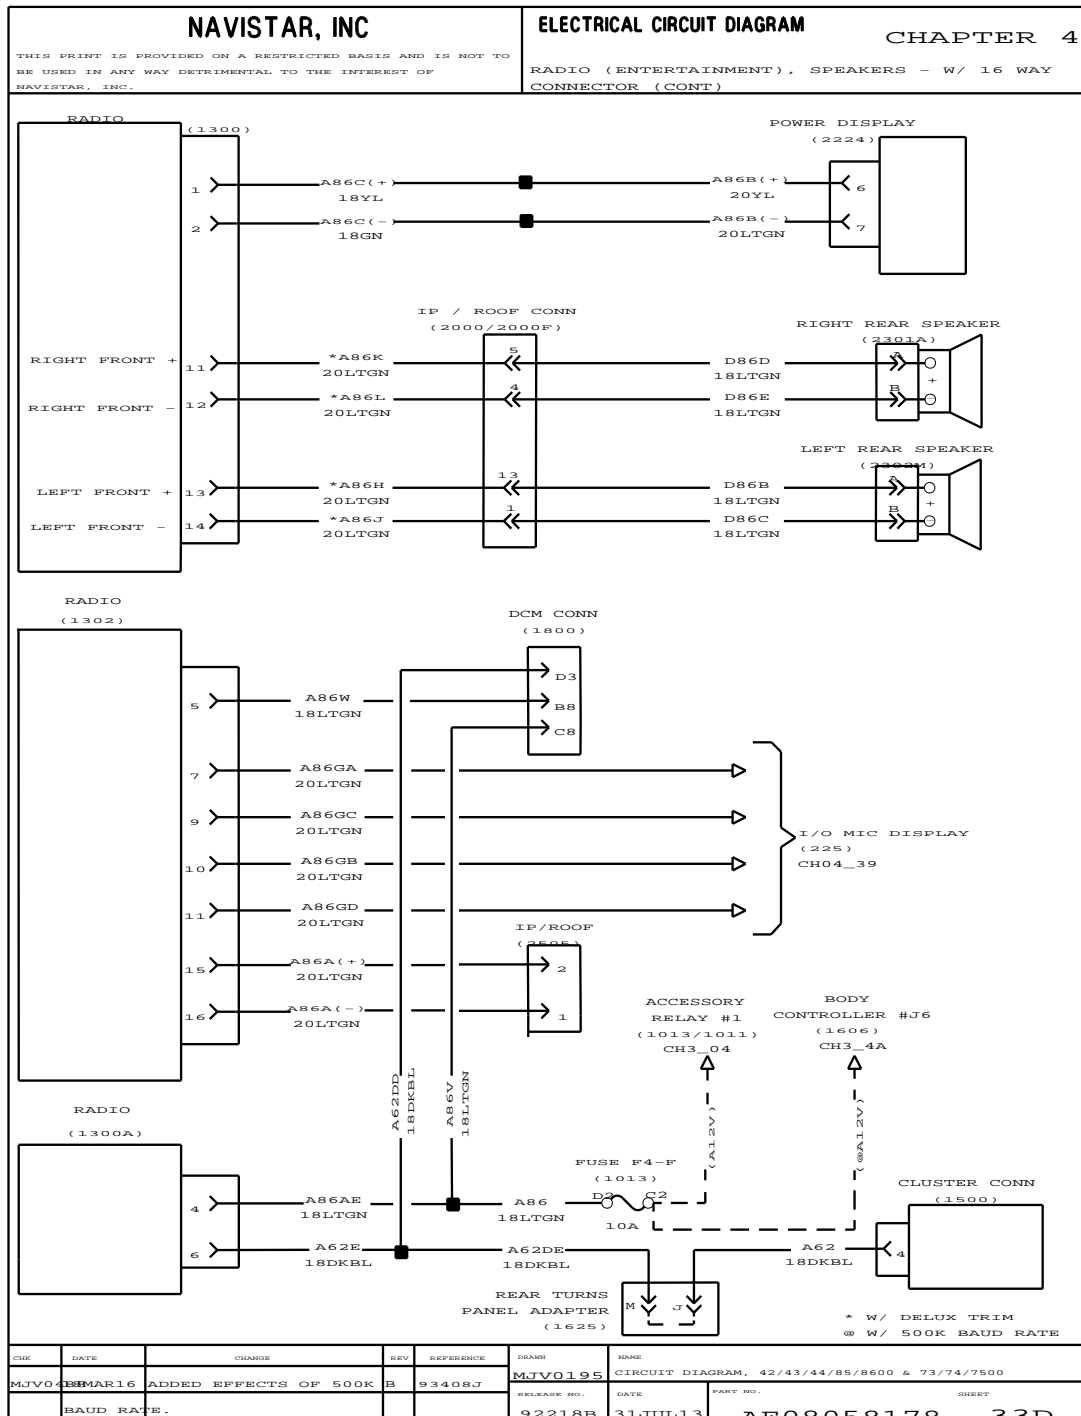 NAVISTAR, INC
THIS PRINT IS PROVIDED ON A RESTRICTED BASIS AND IS NOT TO
BE USED IN ANY WAY DETRIMENTAL TO THE INTEREST OF
NAVISTAR, INC.
ELECTRICAL CIRCUIT DIAGRAM
CHAPTER 4
RADIO (ENTERTAINMENT), SPEAKERS - W/ 16 WAY
CONNECTOR (CONT)
RADIO
(1300)
POWER DISPLAY
(2224)
1
A86C(+)
18YL
A86B(+)
20YL
6
2
A86C(-)
18GN
A86B(-)
20LTGN
7
IP / ROOF CONN
(2000/2000F)
RIGHT REAR SPEAKER
(2301A)
RIGHT FRONT +
11
*A86K
20LTGN
5
D86D
18LTGN
A
+
RIGHT FRONT -
12
*A86L
20LTGN
4
D86E
18LTGN
B
-
LEFT REAR SPEAKER
(2302M)
LEFT FRONT +
13
*A86H
20LTGN
13
D86B
18LTGN
A
+
LEFT FRONT -
14
*A86J
20LTGN
1
D86C
18LTGN
B
-
RADIO
(1302)
DCM CONN
(1800)
D3
5
A86W
18LTGN
B8
C8
7
A86GA
20LTGN
9
A86GC
20LTGN
I/O MIC DISPLAY
(225)
CH04_39
10
A86GB
20LTGN
11
A86GD
20LTGN
IP/ROOF
(2505)
15
A86A(+)
20LTGN
2
16
A86A(-)
20LTGN
1
ACCESSORY
RELAY #1
(1013/1011)
CH3_04
BODY
CONTROLLER #J6
(1606)
CH3_4A
A62DD
18DKBL
A86V
18LTGN
(A12V)
(@A12V)
RADIO
(1300A)
FUSE F4-F
(1013)
D2
C2
10A
4
A86AE
18LTGN
A86
18LTGN
6
A62E
18DKBL
A62DE
18DKBL
A62
18DKBL
CLUSTER CONN
(1500)
4
REAR TURNS
PANEL ADAPTER
(1625)
M
J
* W/ DELUX TRIM
@ W/ 500K BAUD RATE
CHK
DATE
CHANGE
REV
REFERENCE
DRAWN
NAME
MJV04
MAR16
ADDED EFFECTS OF 500K
B
93408J
MJV0195
CIRCUIT DIAGRAM, 42/43/44/85/8600 & 73/74/7500
BAUD RATE.
RELEASE NO.
DATE
PART NO.
SHEET
92218B
31JUL13
AE08058178
33D